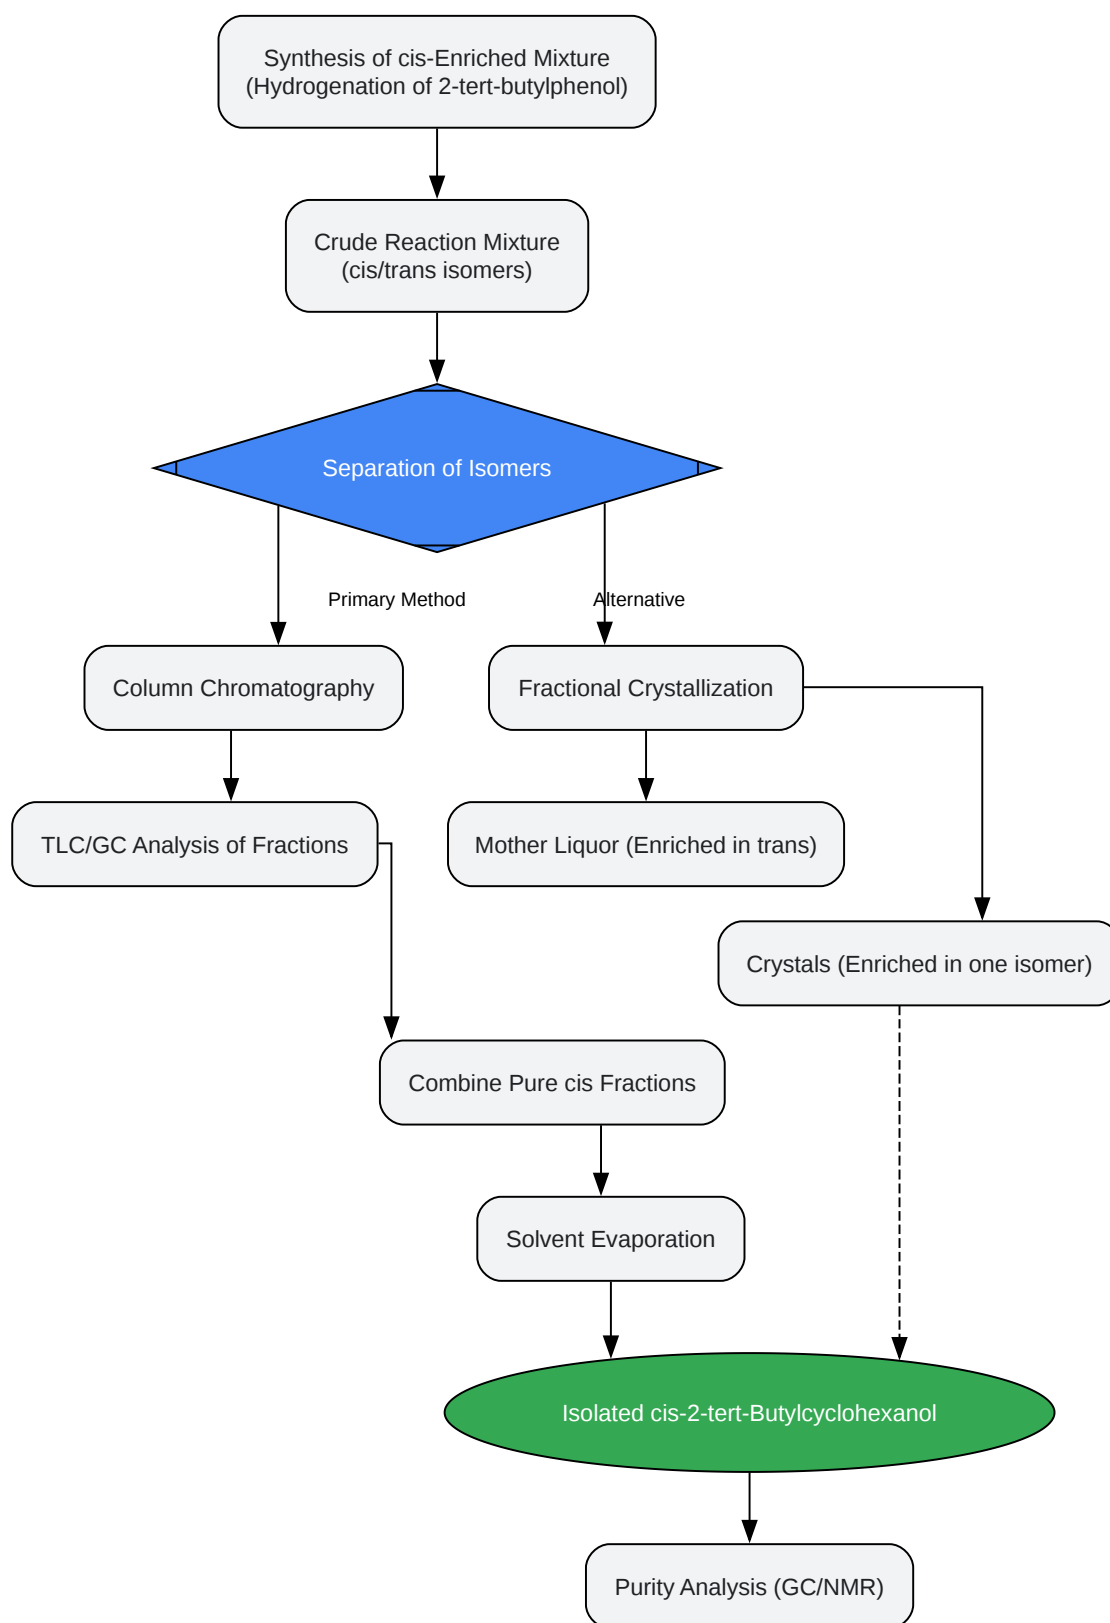 Synthesis of cis-Enriched Mixture
(Hydrogenation of 2-tert-butylphenol)
Crude Reaction Mixture
(cis/trans isomers)
Separation of Isomers
Primary Method
Alternative
Column Chromatography
Fractional Crystallization
TLC/GC Analysis of Fractions
Mother Liquor (Enriched in trans)
Crystals (Enriched in one isomer)
Combine Pure cis Fractions
Solvent Evaporation
Isolated cis-2-tert-Butylcyclohexanol
Purity Analysis (GC/NMR)